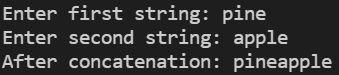 Enter first string: pine
Enter second string: apple
After concatenation: pineapple